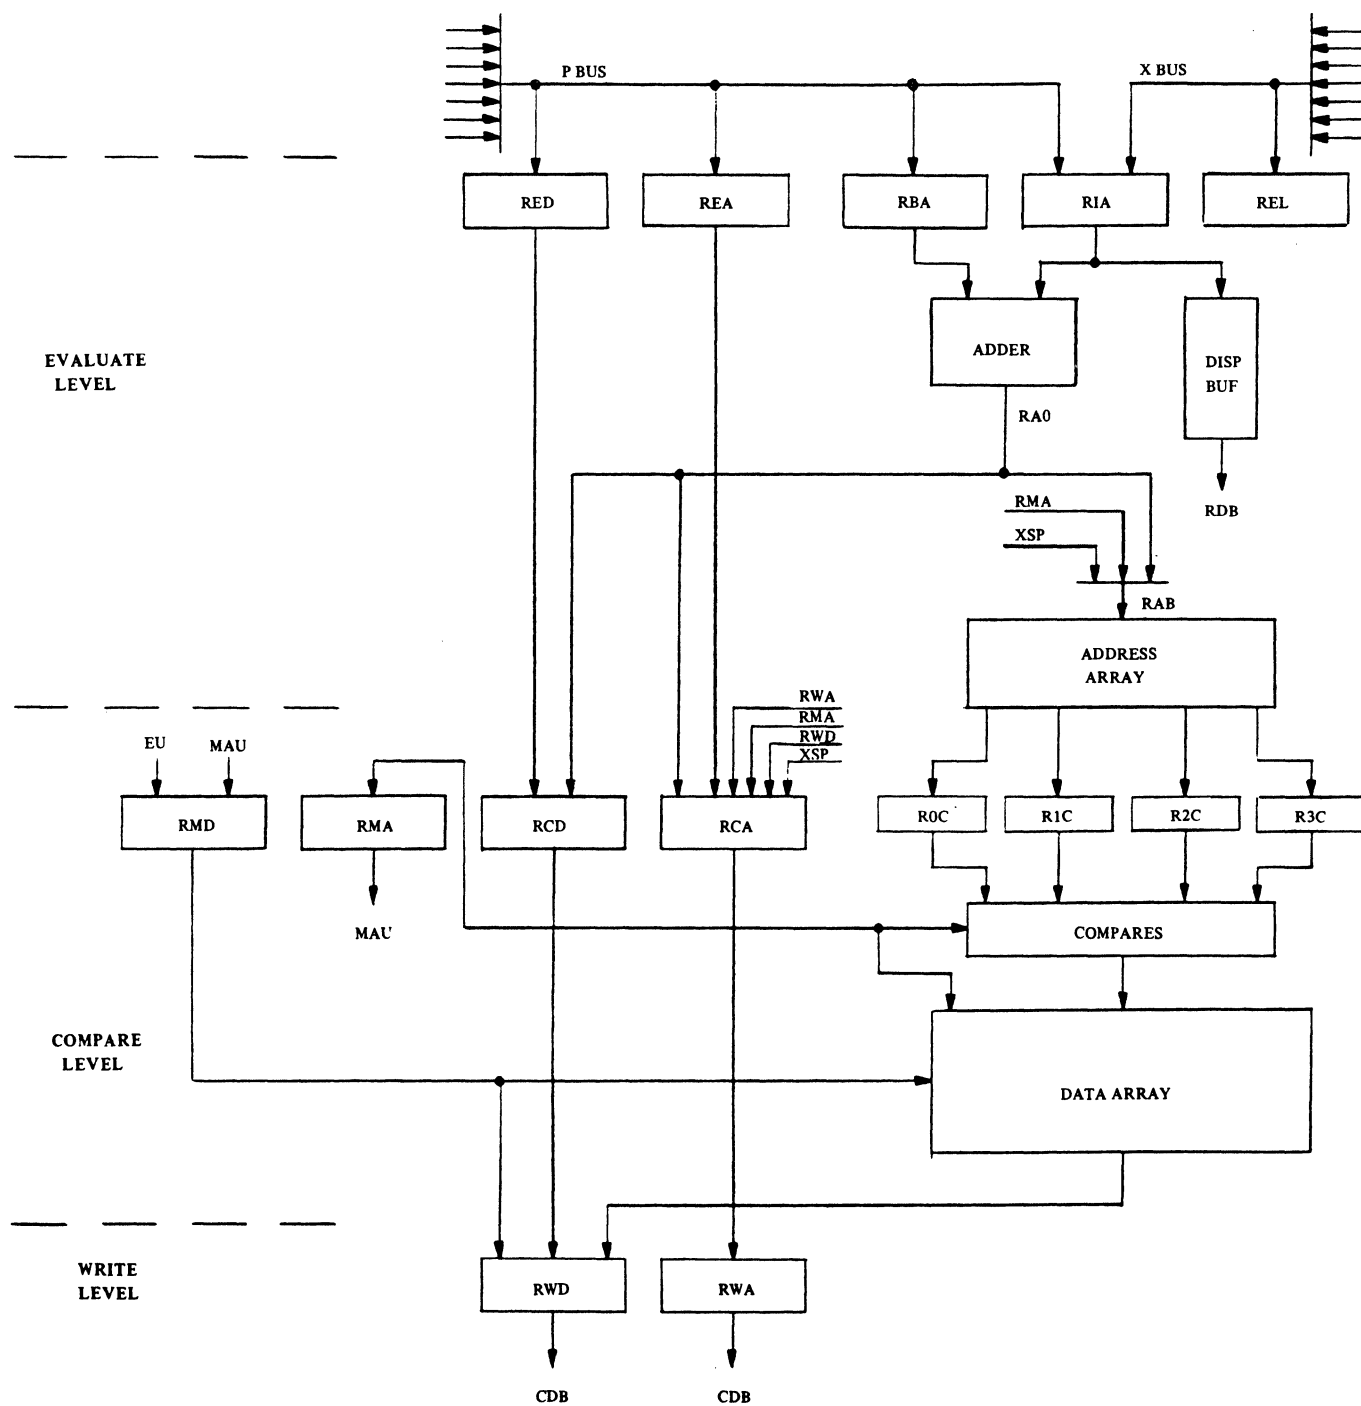 P BUS
X BUS
RED
REA
RBA
RIA
REL
EVALUATE
LEVEL
ADDER
DISP
BUF
RA0
RDB
RMA
XSP
RAB
ADDRESS
ARRAY
RWA
RMA
RWD
XSP
EU
MAU
RMD
RMA
RCD
RCA
R0C
R1C
R2C
R3C
MAU
COMPARES
COMPARE
LEVEL
DATA ARRAY
WRITE
LEVEL
RWD
RWA
CDB
CDB